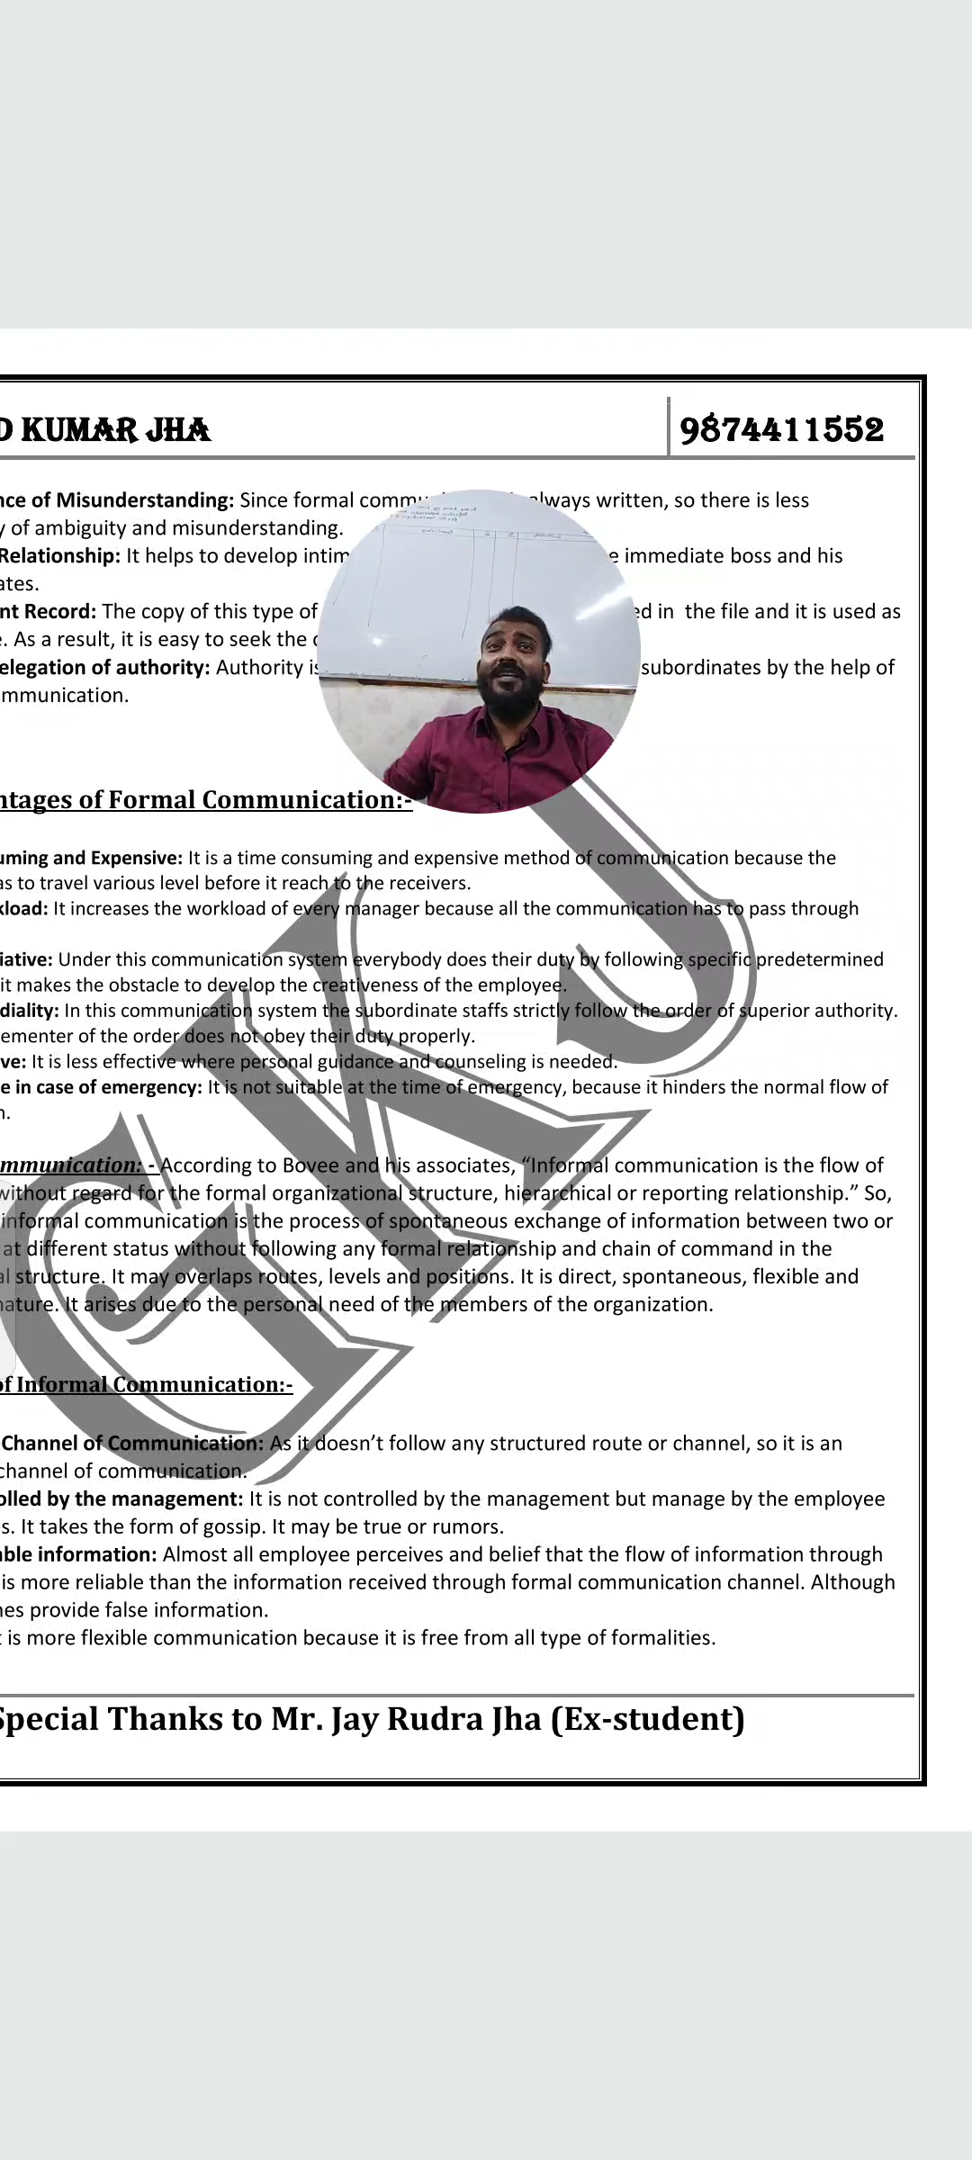 D KUMAR JHA
9874411552
nce of Misunderstanding: Since formal commu always written, so there is less
y of ambiguity and misunderstanding.
Relationship: It helps to develop intim e immediate boss and his
ates.
nt Record: The copy of this type of ed in the file and it is used as
e. As a result, it is easy to seek the
elegation of authority: Authority is subordinates by the help of
mmunication.
ntages of Formal Communication:-
uming and Expensive: It is a time consuming and expensive method of communication because the
as to travel various level before it reach to the receivers.
kload: It increases the workload of every manager because all the communication has to pass through
iative: Under this communication system everybody does their duty by following specific predetermined
it makes the obstacle to develop the creativeness of the employee.
diality: In this communication system the subordinate staffs strictly follow the order of superior authority.
ementer of the order does not obey their duty properly.
ve: It is less effective where personal guidance and counseling is needed.
e in case of emergency: It is not suitable at the time of emergency, because it hinders the normal flow of
n.
mmunication: - According to Bovee and his associates, “Informal communication is the flow of
without regard for the formal organizational structure, hierarchical or reporting relationship.” So,
informal communication is the process of spontaneous exchange of information between two or
at different status without following any formal relationship and chain of command in the
al structure. It may overlaps routes, levels and positions. It is direct, spontaneous, flexible and
nature. It arises due to the personal need of the members of the organization.
of Informal Communication:-
Channel of Communication: As it doesn’t follow any structured route or channel, so it is an
channel of communication.
olled by the management: It is not controlled by the management but manage by the employee
s. It takes the form of gossip. It may be true or rumors.
able information: Almost all employee perceives and belief that the flow of information through
is more reliable than the information received through formal communication channel. Although
nes provide false information.
t is more flexible communication because it is free from all type of formalities.
GKJ
Special Thanks to Mr. Jay Rudra Jha (Ex-student)